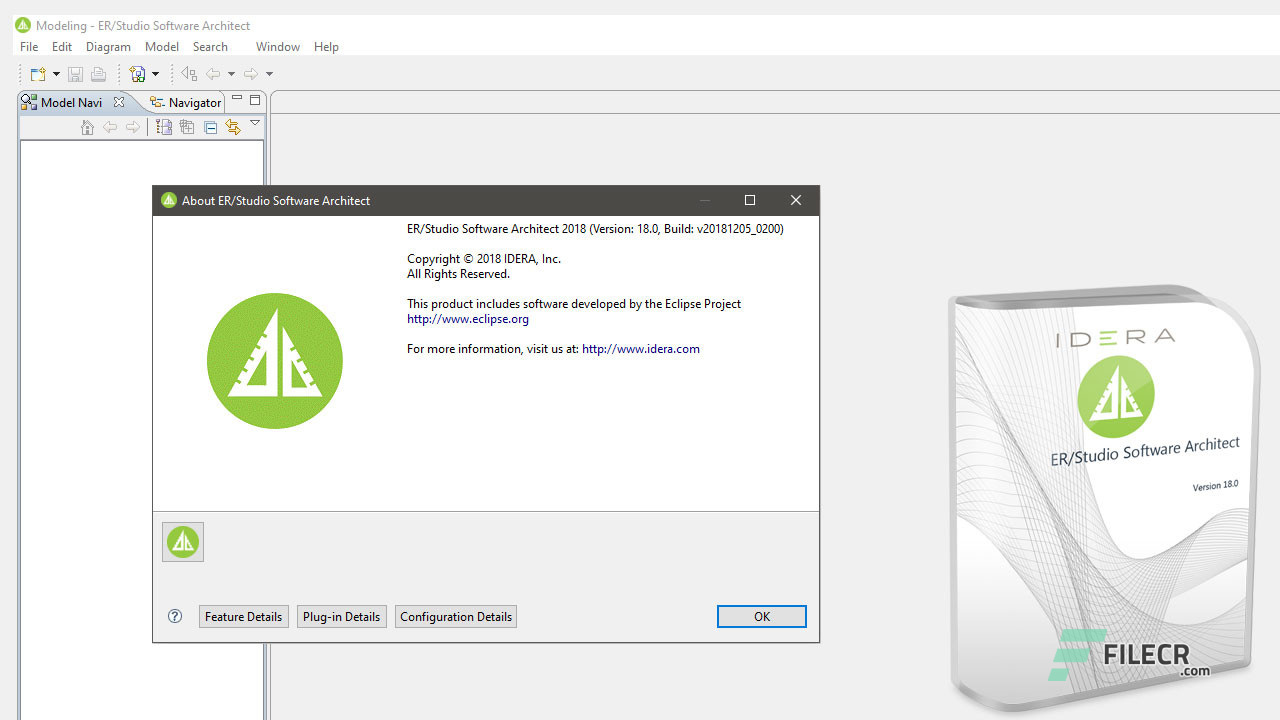 Modeling - ER/Studio Software Architect
File Edit Diagram Model Search Window Help
Model Navi Navigator
About ER/Studio Software Architect
ER/Studio Software Architect 2018 (Version: 18.0, Build: v20181205_0200)
Copyright © 2018 IDERA, Inc.
All Rights Reserved.
This product includes software developed by the Eclipse Project
http://www.eclipse.org
For more information, visit us at: http://www.idera.com
Feature Details Plug-in Details Configuration Details OK
IDERA
ER/Studio Software Architect
Version 18.0
FILECR
.com